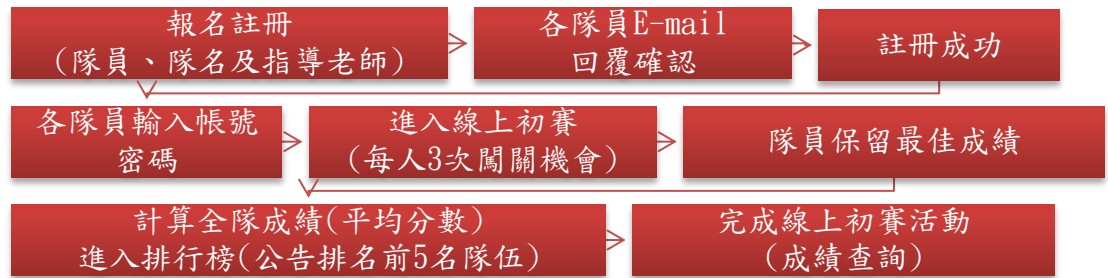 報名註冊
(隊員、隊名及指導老師)
各隊員E-mail
回覆確認
註冊成功
各隊員輸入帳號
密碼
進入線上初賽
(每人3次闖關機會)
隊員保留最佳成績
計算全隊成績(平均分數)
進入排行榜(公告排名前5名隊伍)
完成線上初賽活動
(成績查詢)